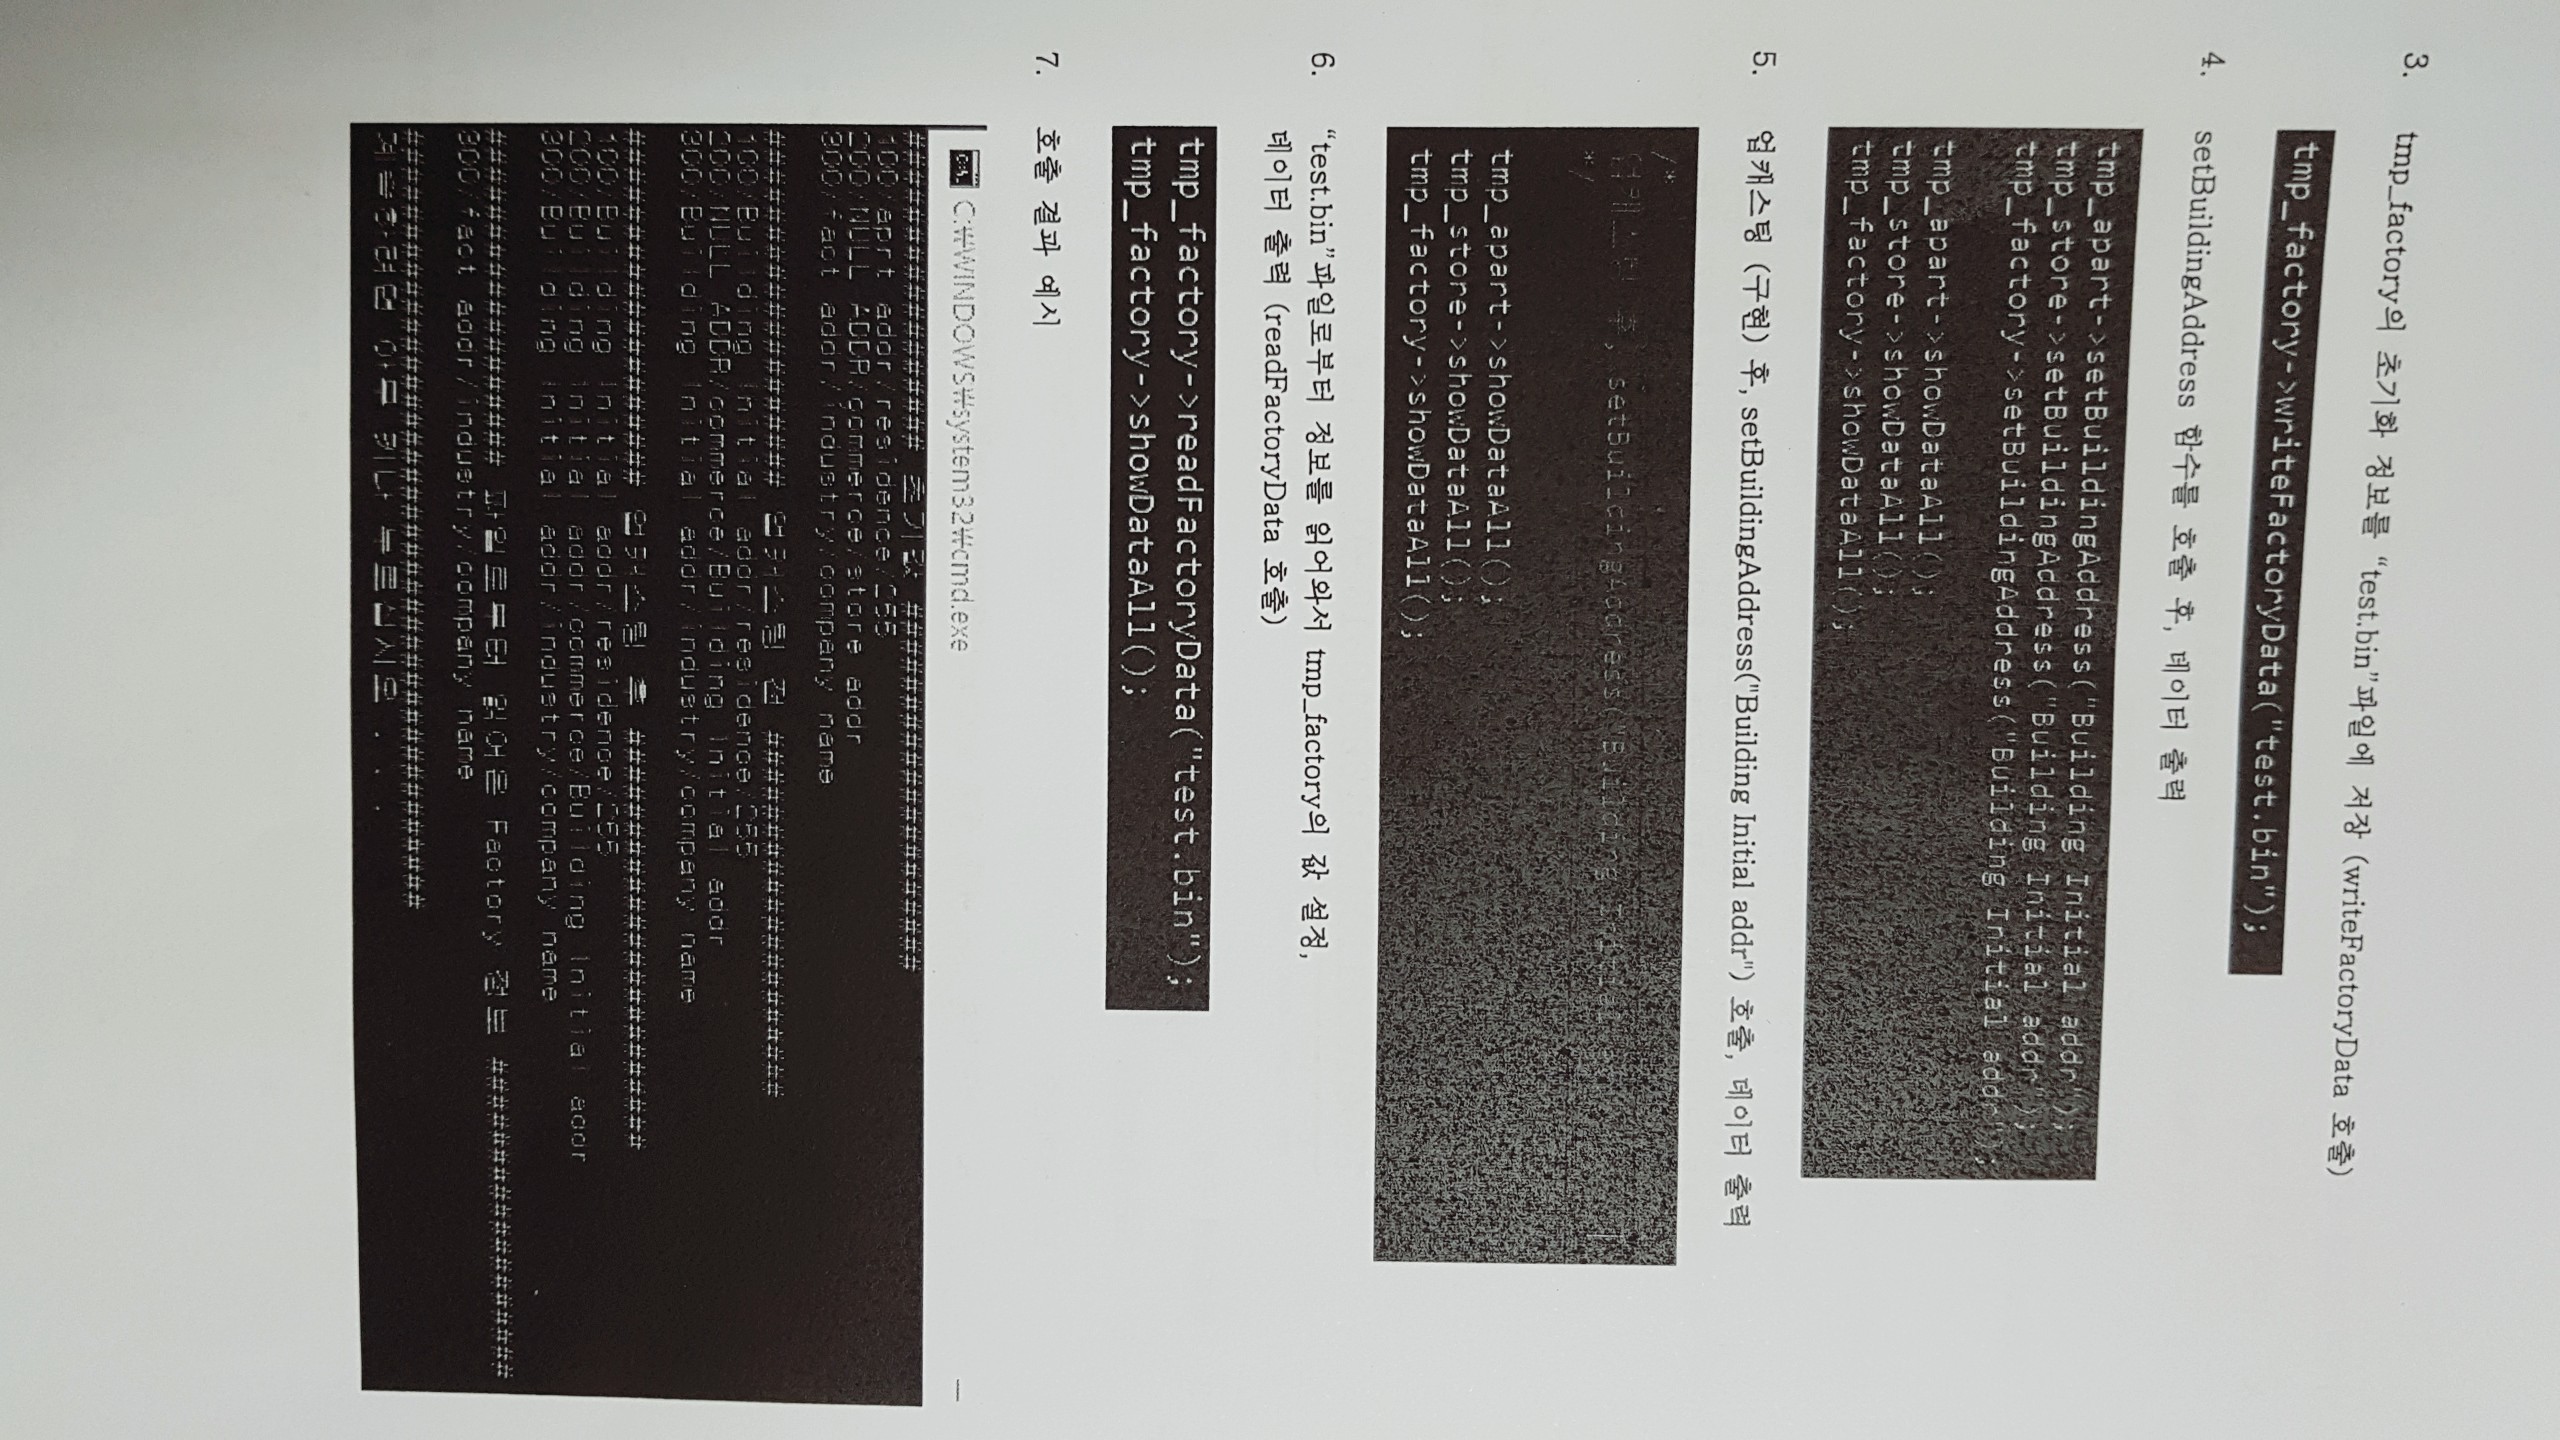 3. tmp_factory의 초기화 정보를 “test.bin”파일에 저장 (writeFactoryData 호출)
tmp_factory->writeFactoryData("test.bin");
4. setBuildingAddress 함수를 호출 후, 데이터 출력
tmp_apart->setBuildingAddress("Building Initial addr");
tmp_store->setBuildingAddress("Building Initial addr");
tmp_factory->setBuildingAddress("Building Initial addr");
tmp_apart->showDataAll();
tmp_store->showDataAll();
tmp_factory->showDataAll();
5. 업캐스팅 (구현) 후, setBuildingAddress("Building Initial addr") 호출, 데이터 출력
/*
업캐스팅 후, setBuildingAddress("Building Initial
*/
tmp_apart->showDataAll();
tmp_store->showDataAll();
tmp_factory->showDataAll();
6. “test.bin”파일로부터 정보를 읽어와서 tmp_factory의 값 설정,
데이터 출력 (readFactoryData 호출)
tmp_factory->readFactoryData("test.bin");
tmp_factory->showDataAll();
7. 호출 결과 예시
C:\WINDOWS\system32\cmd.exe
################# 초기값 ####################
100/aprt addr/residence/255
200/NULL ADDR/commerce/store addr
300/fact addr/industry/company name
################### 업커스팅 전 ####################
100/Building Initial addr/residence/255
200/NULL ADDR/commerce/Building Initial addr
300/Building Initial addr/industry/company name
################### 업커스팅 후 #######################
100/Building Initial addr/residence/255
200/Building Initial addr/commerce/Building Initial addr
300/Building Initial addr/industry/company name
################## 파일로부터 읽어온 Factory 정보 ##################
300/fact addr/industry/company name
##########################################
계속하려면 아무 키나 누르십시오 . . .